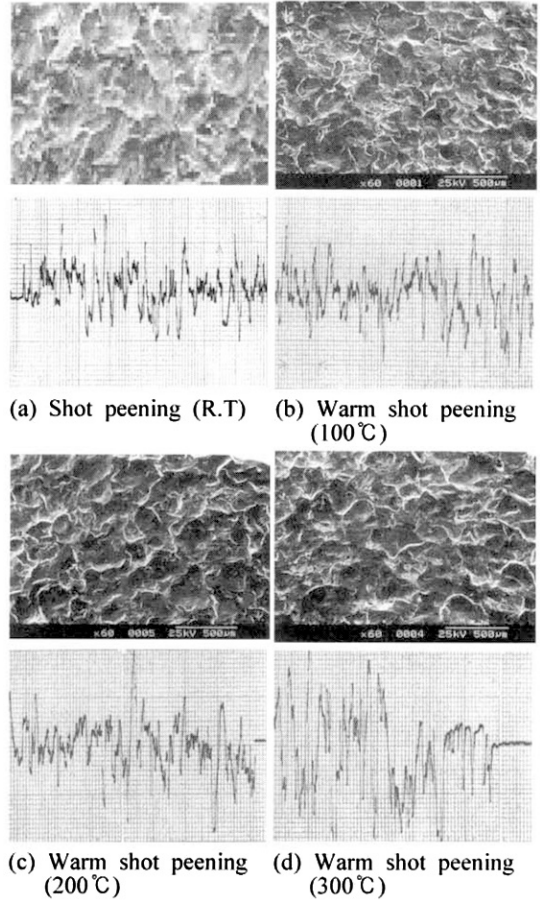 x60 0001 25kV 500μm
(a) Shot peening (R.T)
(b) Warm shot peening
(100℃)
x60 0005 25kV 500μm
x60 0004 25kV 500μm
(c) Warm shot peening
(200℃)
(d) Warm shot peening
(300℃)